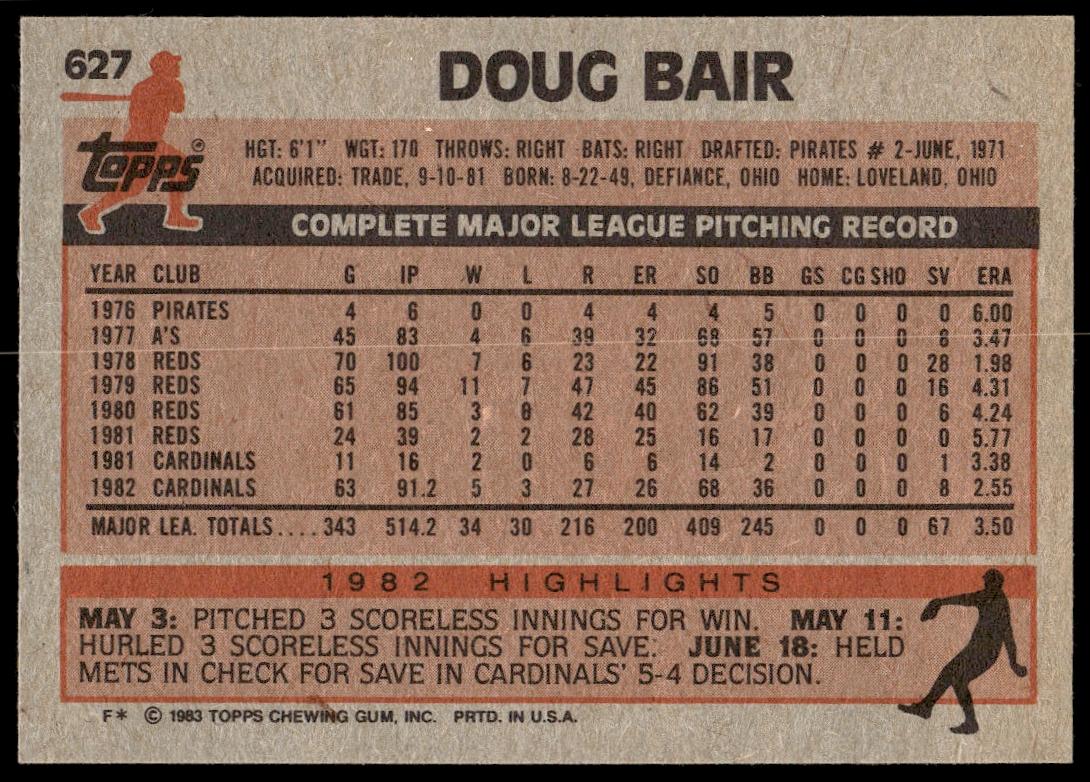 627
DOUG BAIR
Topps®
HGT: 6'1" WGT: 170 THROWS: RIGHT BATS: RIGHT DRAFTED: PIRATES # 2-JUNE, 1971
ACQUIRED: TRADE, 9-10-81 BORN: 8-22-49, DEFIANCE, OHIO HOME: LOVELAND, OHIO
COMPLETE MAJOR LEAGUE PITCHING RECORD
YEAR CLUB G IP W L R ER SO BB GS CG SHO SV ERA
1976 PIRATES 4 6 0 0 4 4 4 5 0 0 0 0 6.00
1977 A'S 45 83 4 6 39 32 68 57 0 0 0 8 3.47
1978 REDS 70 100 7 6 23 22 91 38 0 0 0 28 1.98
1979 REDS 65 94 11 7 47 45 86 51 0 0 0 16 4.31
1980 REDS 61 85 3 8 42 40 62 39 0 0 0 6 4.24
1981 REDS 24 39 2 2 28 25 16 17 0 0 0 0 5.77
1981 CARDINALS 11 16 2 0 6 6 14 2 0 0 0 1 3.38
1982 CARDINALS 63 91.2 5 3 27 26 68 36 0 0 0 8 2.55
MAJOR LEA. TOTALS.... 343 514.2 34 30 216 200 409 245 0 0 0 67 3.50
1982 HIGHLIGHTS
MAY 3: PITCHED 3 SCORELESS INNINGS FOR WIN. MAY 11:
HURLED 3 SCORELESS INNINGS FOR SAVE. JUNE 18: HELD
METS IN CHECK FOR SAVE IN CARDINALS' 5-4 DECISION.
F* © 1983 TOPPS CHEWING GUM, INC. PRTD. IN U.S.A.